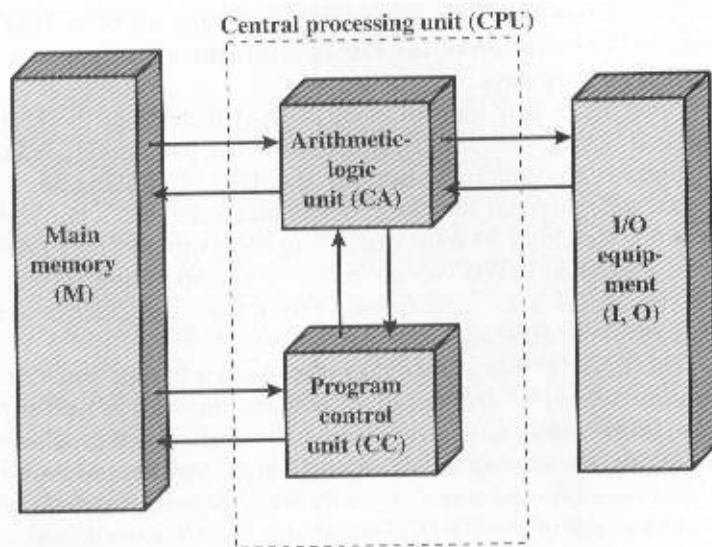 Central processing unit (CPU)
Arithmetic-
logic
unit (CA)
Main
memory
(M)
I/O
equip-
ment
(I, O)
Program
control
unit (CC)